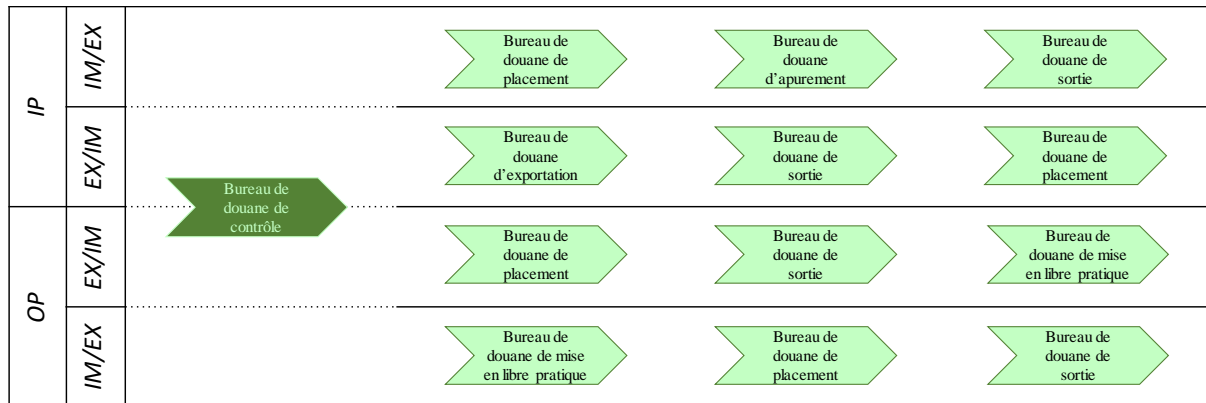 IP
IM/EX
Bureau de
douane de
placement
Bureau de
douane
d’apurement
Bureau de
douane de
sortie
EX/IM
Bureau de
douane
d’exportation
Bureau de
douane de
sortie
Bureau de
douane de
placement
Bureau de
douane de
contrôle
OP
EX/IM
Bureau de
douane de
placement
Bureau de
douane de
sortie
Bureau de
douane de mise
en libre pratique
IM/EX
Bureau de
douane de mise
en libre pratique
Bureau de
douane de
placement
Bureau de
douane de
sortie